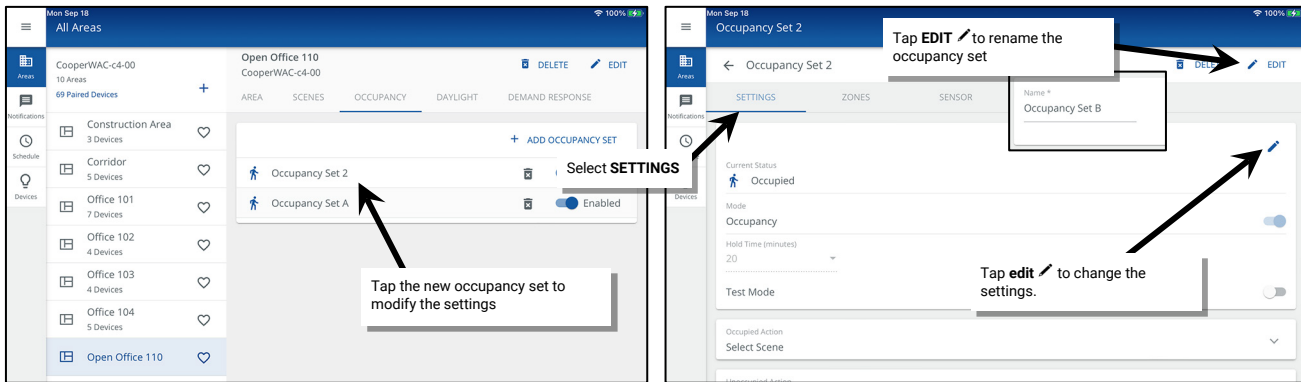 Mon Sep 18
100%
All Areas
Areas
Notifications
Schedule
Devices
CooperWAC-c4-00
10 Areas
69 Paired Devices
+
Construction Area
3 Devices
Corridor
5 Devices
Office 101
7 Devices
Office 102
4 Devices
Office 103
4 Devices
Office 104
5 Devices
Open Office 110
Open Office 110
CooperWAC-c4-00
DELETE
EDIT
AREA SCENES OCCUPANCY DAYLIGHT DEMAND RESPONSE
+ ADD OCCUPANCY SET
Occupancy Set 2
Occupancy Set A
Enabled
Tap the new occupancy set to
modify the settings
Select SETTINGS
Mon Sep 18
100%
Occupancy Set 2
Areas
Notifications
Devices
Occupancy Set 2
EDIT
SETTINGS ZONES SENSOR
Tap EDIT to rename the
occupancy set
Name *
Occupancy Set B
Current Status
Occupied
Mode
Occupancy
Hold Time (minutes)
20
Test Mode
Tap edit to change the
settings.
Occupied Action
Select Scene